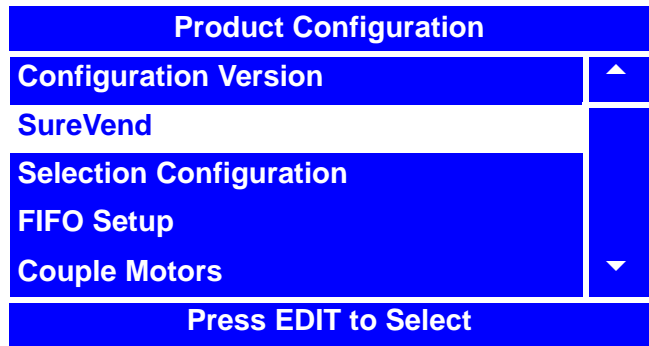 Product Configuration
Configuration Version
SureVend
Selection Configuration
FIFO Setup
Couple Motors
Press EDIT to Select